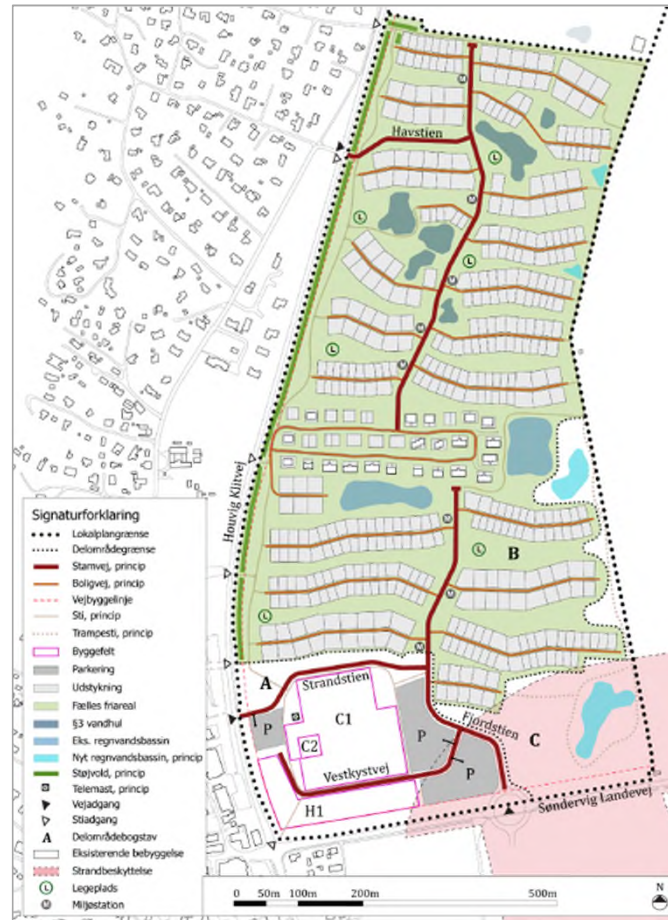 M
Havstien
L
M
L
L
M
M
L
M
Houvig Klitvej
M
L
B
M
L
M
A
Strandstien
C1
P
C2
P
Fjordstien
C
Vestkystvej
P
H1
Søndervig Landevej
Signaturforklaring
Lokalplangrænse
Delområdegrænse
Stamvej, princip
Boligvej, princip
Vejbyggelinje
Sti, princip
Trampesti, princip
Byggefelt
Parkering
Udstykning
Fælles friareal
§3 vandhul
Eks. regnvandsbassin
Nyt regnvandsbassin, princip
Støjvold, princip
Telemast, princip
Vejadgang
Stiadgang
A Delområdebogstav
Eksisterende bebyggelse
Strandbeskyttelse
L Legeplads
M Miljøstation
0 50m 100m 200m 500m
N